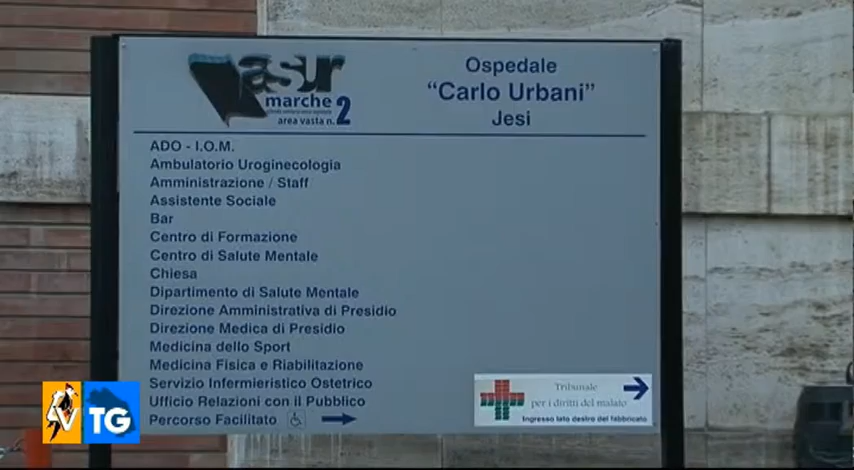 asur
marche 2
area vasta n.
Ospedale
“Carlo Urbani”
Jesi
ADO - I.O.M.
Ambulatorio Uroginecologia
Amministrazione / Staff
Assistente Sociale
Bar
Centro di Formazione
Centro di Salute Mentale
Chiesa
Dipartimento di Salute Mentale
Direzione Amministrativa di Presidio
Direzione Medica di Presidio
Medicina dello Sport
Medicina Fisica e Riabilitazione
Servizio Infermieristico Ostetrico
Ufficio Relazioni con il Pubblico
Percorso Facilitato
Tribunale
per i diritti del malato
Ingresso lato destro del fabbricato
V TG